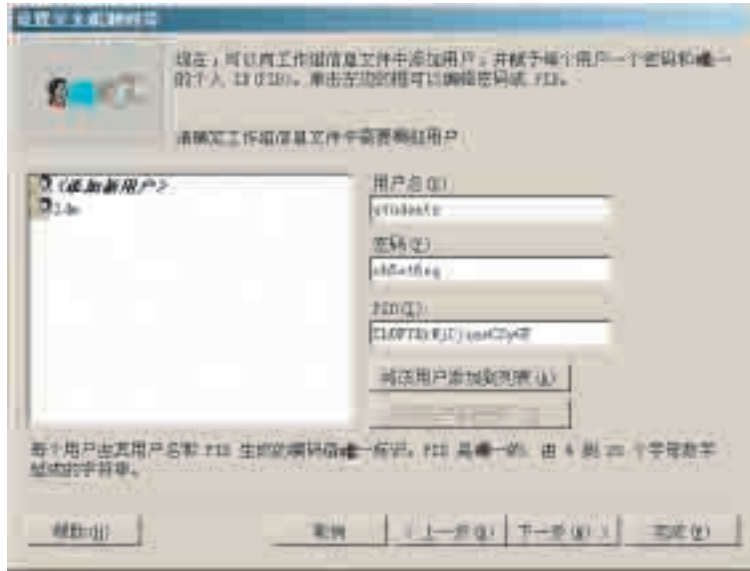 设置安全机制向导
现在，可以向工作组信息文件中添加用户，并赋予每个用户一个密码和唯一
的个人 ID(PID)。单击左边的框可以编辑密码或 PID。
请确定工作组信息文件中需要哪些用户
<添加新用户>
用户名
students
密码
PID
将该用户添加到列表(A)
每个用户由其用户名和 PID 生成的编码值唯一标识。PID 是唯一的，由 4 到 20 个字母数字
组成的字符串。
帮助(H)
取消
<上一步(B)
下一步(N)>
完成(F)